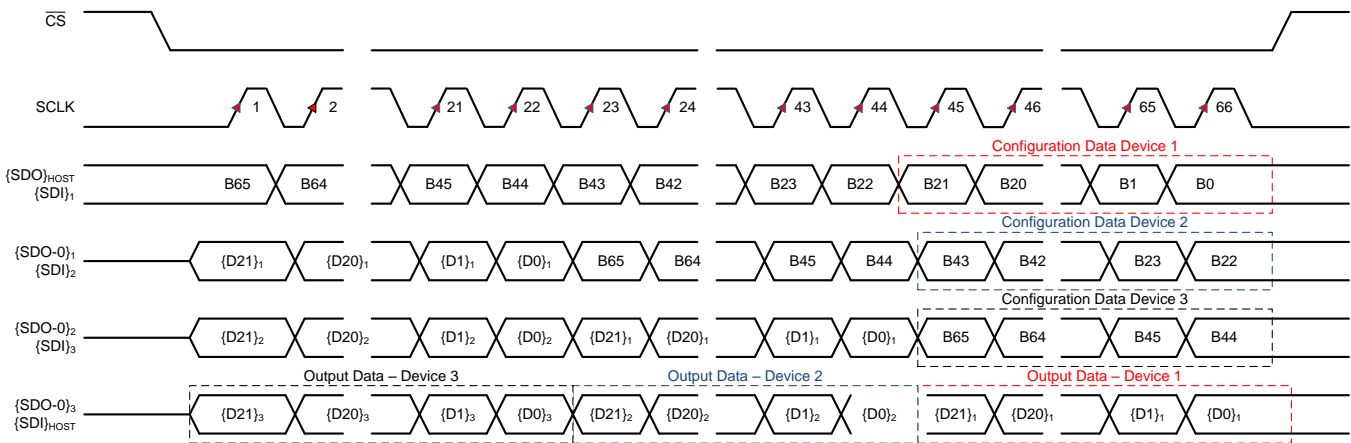 CS
SCLK 1 2 21 22 23 24 43 44 45 46 65 66
Configuration Data Device 1
{SDO}HOST
{SDI}1
B65 B64 B45 B44 B43 B42 B23 B22 B21 B20 B1 B0
Configuration Data Device 2
{SDO-0}1
{SDI}2
{D21}1 {D20}1 {D1}1 {D0}1 B65 B64 B45 B44 B43 B42 B23 B22
Configuration Data Device 3
{SDO-0}2
{SDI}3
{D21}2 {D20}2 {D1}2 {D0}2 {D21}1 {D20}1 {D1}1 {D0}1 B65 B64 B45 B44
Output Data – Device 3 Output Data – Device 2 Output Data – Device 1
{SDO-0}3
{SDI}HOST
{D21}3 {D20}3 {D1}3 {D0}3 {D21}2 {D20}2 {D1}2 {D0}2 {D21}1 {D20}1 {D1}1 {D0}1